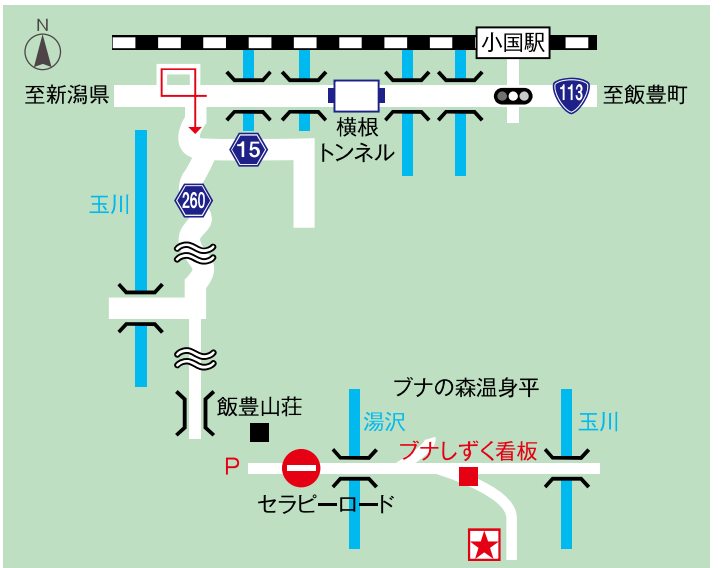 N
小国駅
至新潟県
113
至飯豊町
横根
トンネル
15
玉川
260
飯豊山荘
ブナの森温身平
湯沢
玉川
ブナしずく看板
P
セラピーロード